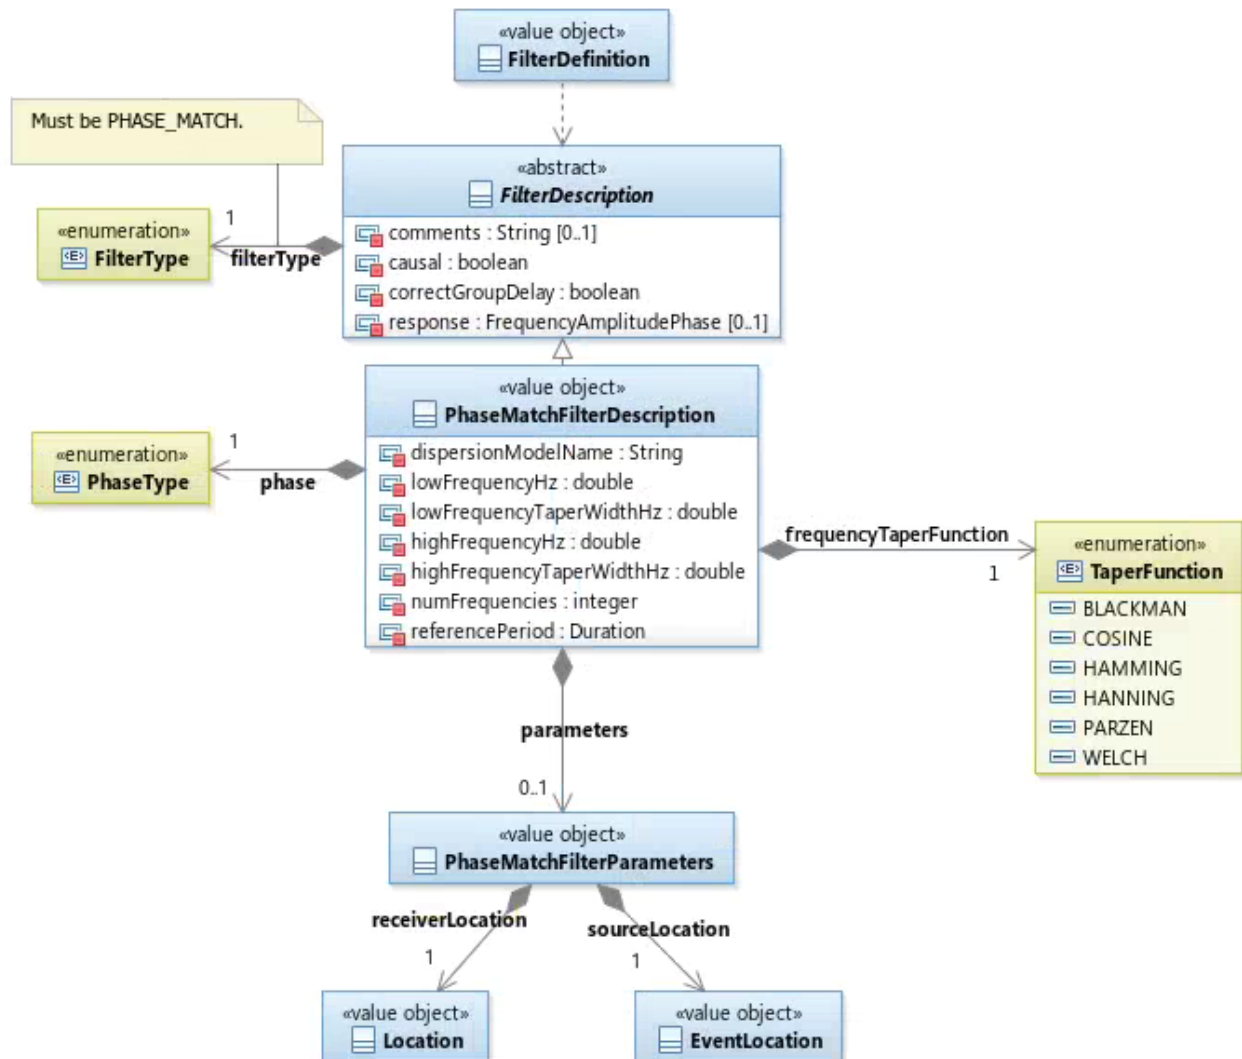 «value object»
FilterDefinition
Must be PHASE_MATCH.
«abstract»
FilterDescription
comments : String [0..1]
causal : boolean
correctGroupDelay : boolean
response : FrequencyAmplitudePhase [0..1]
«enumeration»
<E> FilterType
1
filterType
«value object»
PhaseMatchFilterDescription
dispersionModelName : String
lowFrequencyHz : double
lowFrequencyTaperWidthHz : double
highFrequencyHz : double
highFrequencyTaperWidthHz : double
numFrequencies : integer
referencePeriod : Duration
«enumeration»
<E> PhaseType
1
phase
frequencyTaperFunction
1
«enumeration»
<E> TaperFunction
BLACKMAN
COSINE
HAMMING
HANNING
PARZEN
WELCH
parameters
0..1
«value object»
PhaseMatchFilterParameters
receiverLocation
1
sourceLocation
1
«value object»
Location
«value object»
EventLocation